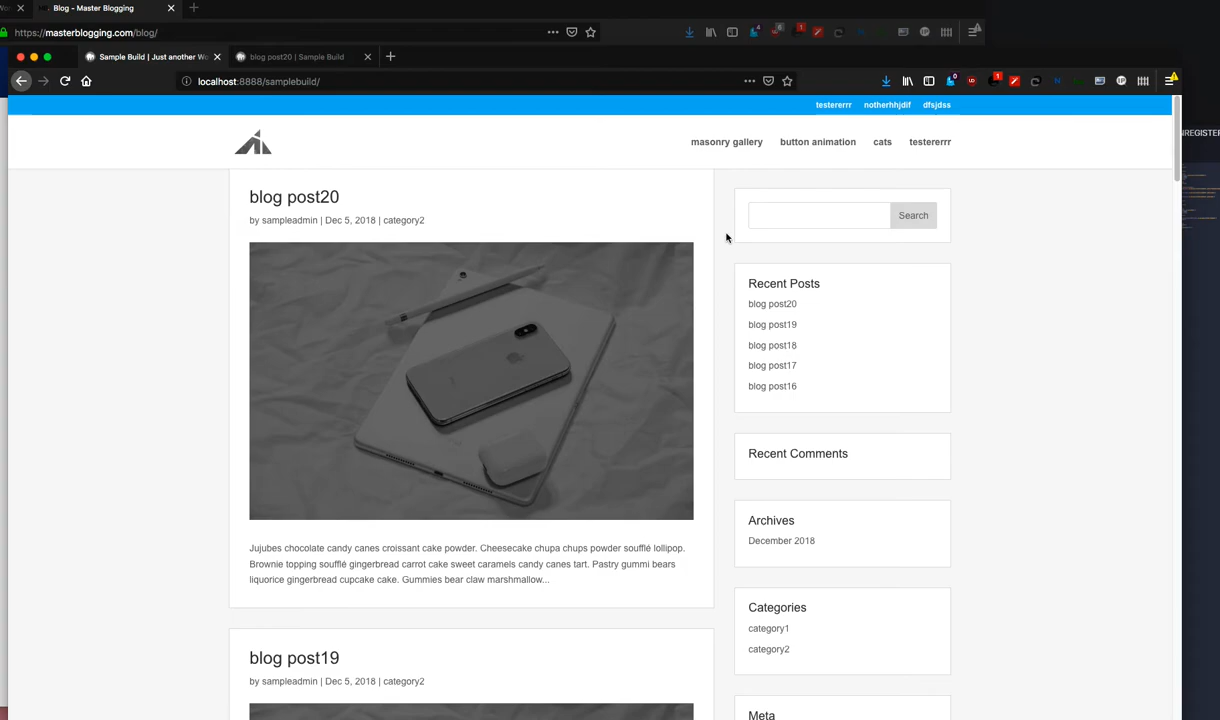 Blog - Master Blogging
https://masterblogging.com/blog/
Sample Build | Just another Wo
blog post20 | Sample Build
localhost:8888/samplebuild/
testererrr notherhhjdif dfsjdss
masonry gallery button animation cats testererrr
blog post20
by sampleadmin | Dec 5, 2018 | category2
Jujubes chocolate candy canes croissant cake powder. Cheesecake chupa chups powder soufflé lollipop.
Brownie topping soufflé gingerbread carrot cake sweet caramels candy canes tart. Pastry gummi bears
liquorice gingerbread cupcake cake. Gummies bear claw marshmallow...
blog post19
by sampleadmin | Dec 5, 2018 | category2
Search
Recent Posts
blog post20
blog post19
blog post18
blog post17
blog post16
Recent Comments
Archives
December 2018
Categories
category1
category2
Meta
NREGISTER